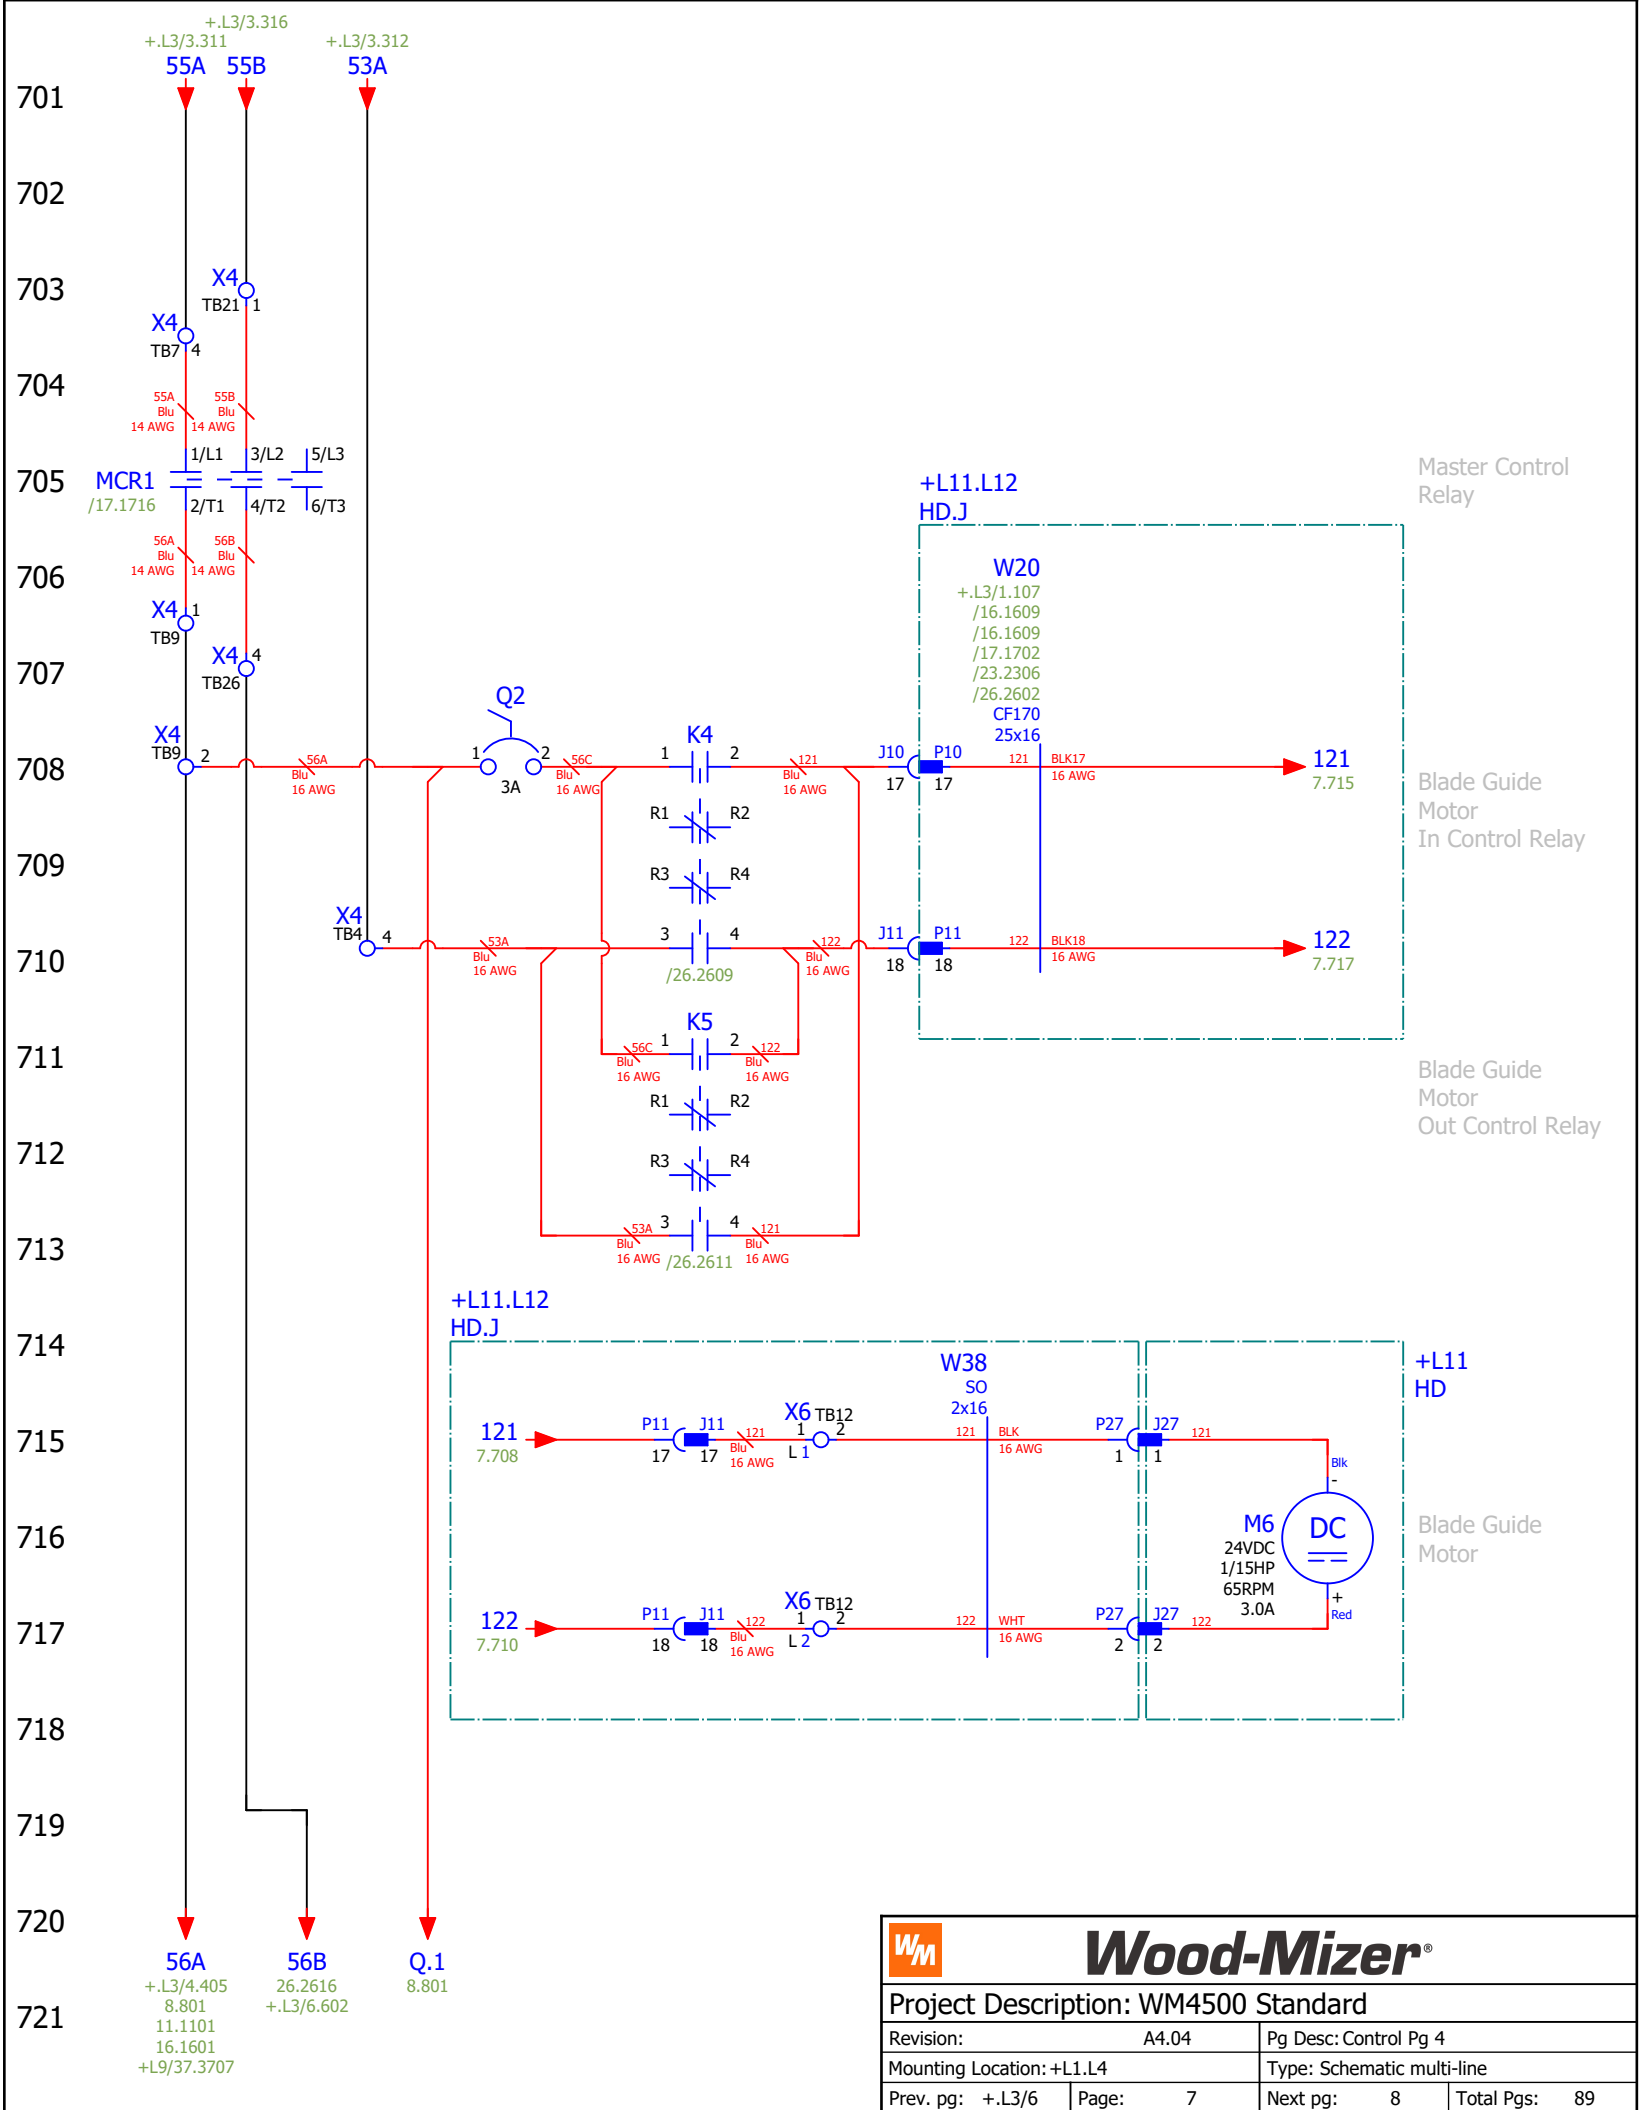 +.L3/3.316
+.L3/3.311
+.L3/3.312
55A
55B
53A
701
702
703
X4
TB21
1
X4
TB7
4
704
55A
Blu
14 AWG
55B
Blu
14 AWG
1/L1
3/L2
5/L3
705
MCR1
/17.1716
2/T1
4/T2
6/T3
+L11.L12
HD.J
Master Control
Relay
56A
Blu
14 AWG
56B
Blu
14 AWG
706
X4
1
TB9
X4
4
TB26
707
W20
+.L3/1.107
/16.1609
/16.1609
/17.1702
/23.2306
/26.2602
CF170
25x16
708
X4
TB9
2
56A
Blu
16 AWG
Q2
1
2
3A
56C
Blu
16 AWG
K4
1
2
121
Blu
16 AWG
J10
P10
17
17
121
BLK17
16 AWG
121
7.715
Blade Guide
Motor
In Control Relay
R1
R2
709
R3
R4
710
X4
TB4
4
53A
Blu
16 AWG
3
4
/26.2609
122
Blu
16 AWG
J11
P11
18
18
122
BLK18
16 AWG
122
7.717
711
K5
1
2
56C
Blu
16 AWG
122
Blu
16 AWG
Blade Guide
Motor
Out Control Relay
R1
R2
712
R3
R4
713
53A
Blu
16 AWG
3
4
/26.2611
121
Blu
16 AWG
+L11.L12
HD.J
714
W38
SO
2x16
+L11
HD
715
121
7.708
P11
J11
17
17
121
Blu
16 AWG
X6
TB12
1
2
L
1
121
BLK
16 AWG
P27
J27
1
1
121
Blk
-
716
M6
24VDC
1/15HP
65RPM
3.0A
DC
Blade Guide
Motor
+
Red
717
122
7.710
P11
J11
18
18
122
Blu
16 AWG
X6
TB12
1
2
L
2
122
WHT
16 AWG
P27
J27
2
2
122
718
719
720
56A
+.L3/4.405
8.801
11.1101
16.1601
+L9/37.3707
56B
26.2616
+.L3/6.602
Q.1
8.801
721
WM
Wood-Mizer®
Project Description: WM4500 Standard
Revision: A4.04
Pg Desc: Control Pg 4
Mounting Location: +L1.L4
Type: Schematic multi-line
Prev. pg: +.L3/6
Page: 7
Next pg: 8
Total Pgs: 89